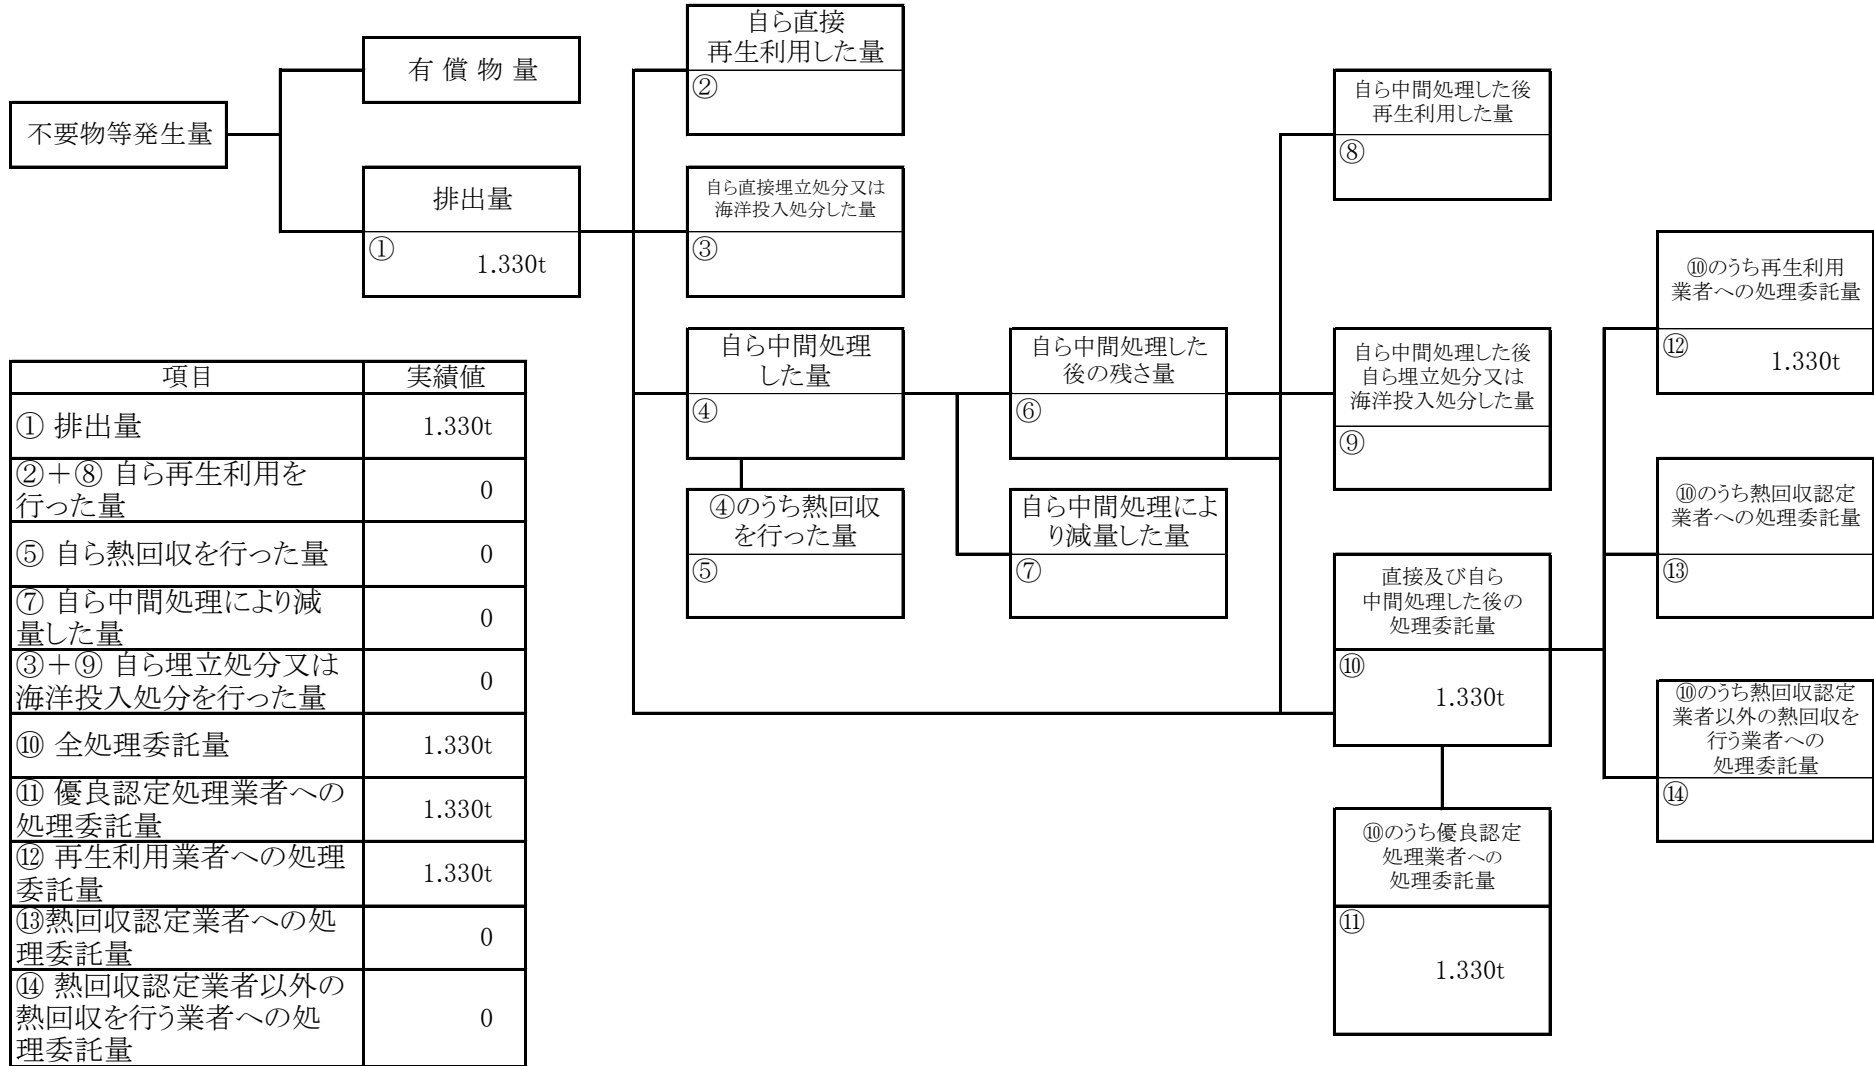 不要物等発生量
有 償 物 量
排出量
①
1.330t
自ら直接
再生利用した量
②
自ら直接埋立処分又は
海洋投入処分した量
③
自ら中間処理
した量
④
④のうち熱回収
を行った量
⑤
自ら中間処理した
後の残さ量
⑥
自ら中間処理によ
り減量した量
⑦
自ら中間処理した後
再生利用した量
⑧
自ら中間処理した後
自ら埋立処分又は
海洋投入処分した量
⑨
直接及び自ら
中間処理した後の
処理委託量
⑩
1.330t
⑩のうち優良認定
処理業者への
処理委託量
⑪
1.330t
⑩のうち再生利用
業者への処理委託量
⑫
1.330t
⑩のうち熱回収認定
業者への処理委託量
⑬
⑩のうち熱回収認定
業者以外の熱回収を
行う業者への
処理委託量
⑭
項目 実績値
① 排出量 1.330t
②+⑧ 自ら再生利用を
行った量 0
⑤ 自ら熱回収を行った量 0
⑦ 自ら中間処理により減
量した量 0
③+⑨ 自ら埋立処分又は
海洋投入処分を行った量 0
⑩ 全処理委託量 1.330t
⑪ 優良認定処理業者への
処理委託量 1.330t
⑫ 再生利用業者への処理
委託量 1.330t
⑬熱回収認定業者への処
理委託量 0
⑭ 熱回収認定業者以外の
熱回収を行う業者への処
理委託量 0